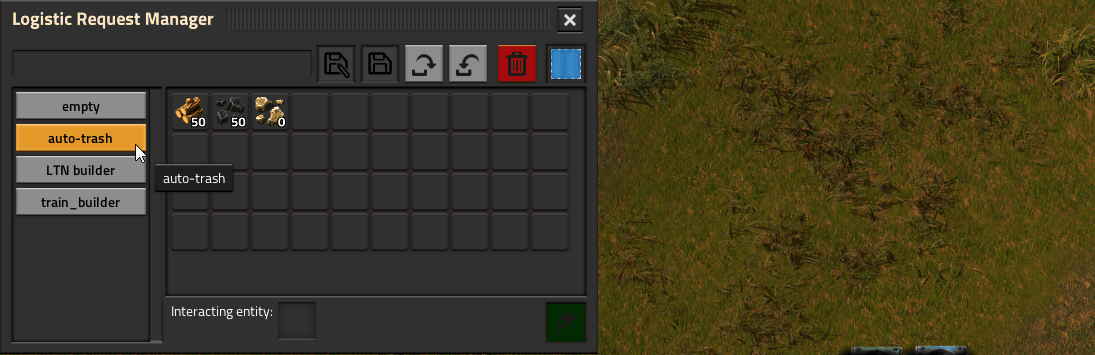 Logistic Request Manager
empty
50 50 0
auto-trash
LTN builder
auto-trash
train_builder
Interacting entity: